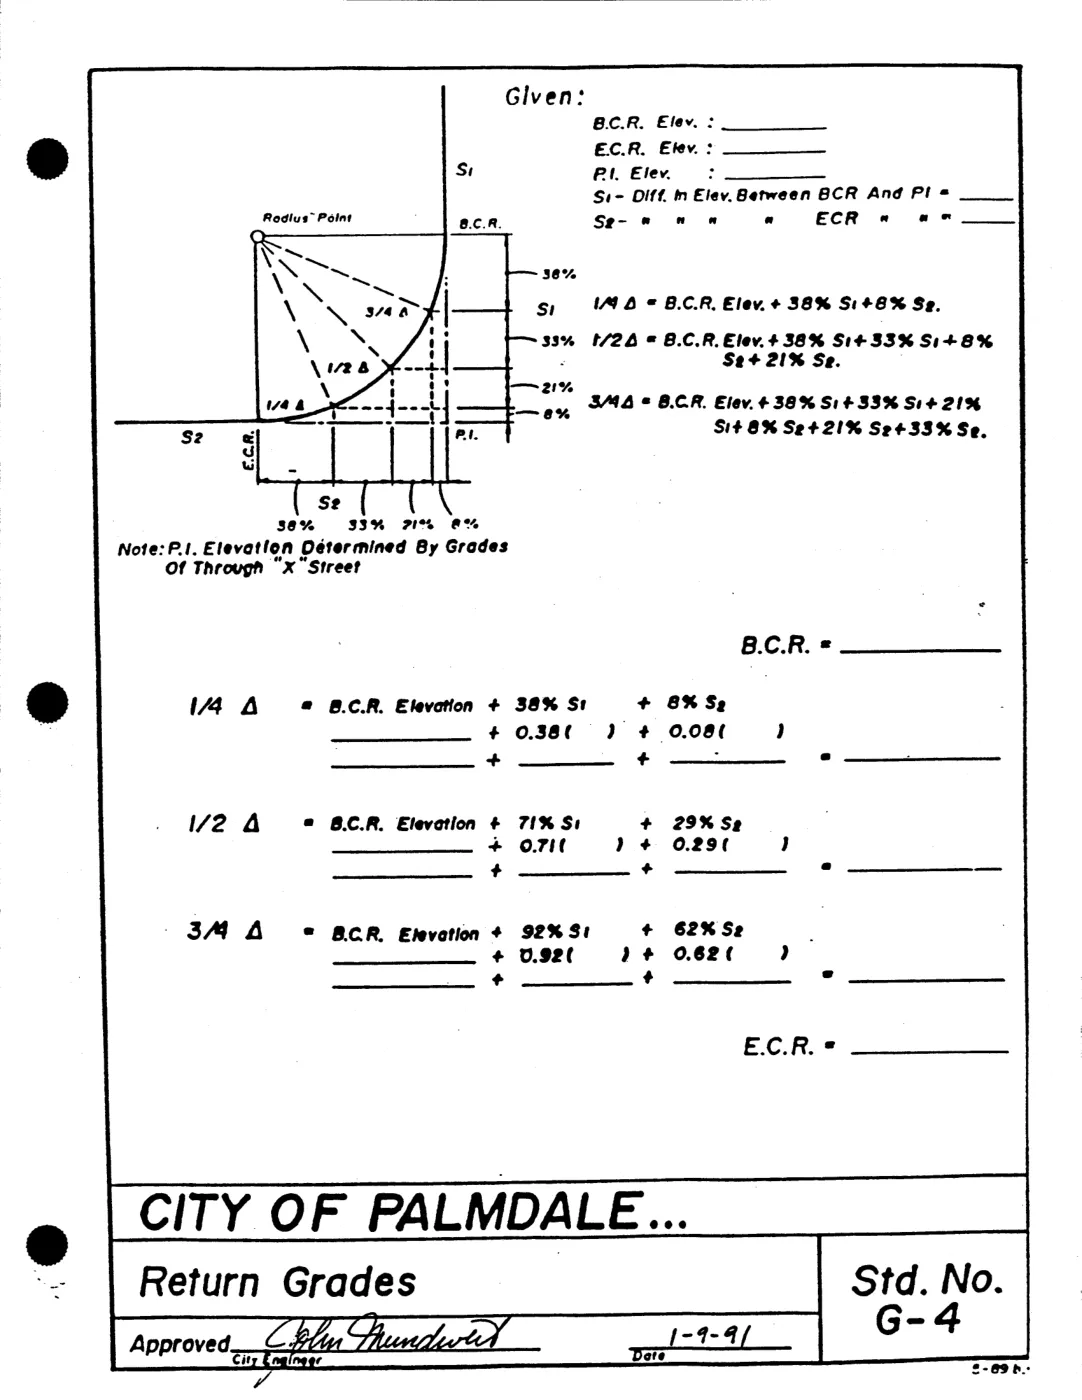 Given:
B.C.R. Elev. :
E.C.R. Elev. :
P.I. Elev. :
S1 - Diff. In Elev. Between BCR And PI =
S2 - " " " " ECR " " " =
S1
Radius Point
B.C.R.
38%
3/4 Δ
S1
1/4 Δ = B.C.R. Elev. + 38% S1 + 8% S2.
33%
1/2 Δ = B.C.R. Elev. + 38% S1 + 33% S1 + 8%
S2 + 21% S2.
1/2 Δ
21%
1/4 Δ
8%
3/4 Δ = B.C.R. Elev. + 38% S1 + 33% S1 + 21%
S1 + 8% S2 + 21% S2 + 33% S2.
S2
E.C.R.
P.I.
S2
38% 33% 21% 8%
Note: P.I. Elevation Determined By Grades
Of Through "X" Street
B.C.R. =
1/4 Δ = B.C.R. Elevation + 38% S1 + 8% S2
+ 0.38 ( ) + 0.08 ( )
+ + =
1/2 Δ = B.C.R. Elevation + 71% S1 + 29% S2
+ 0.71 ( ) + 0.29 ( )
+ + =
3/4 Δ = B.C.R. Elevation + 92% S1 + 62% S2
+ 0.92 ( ) + 0.62 ( )
+ + =
E.C.R. =
CITY OF PALMDALE...
Return Grades
Std. No.
G-4
Approved
1-9-91
City Engineer
Date